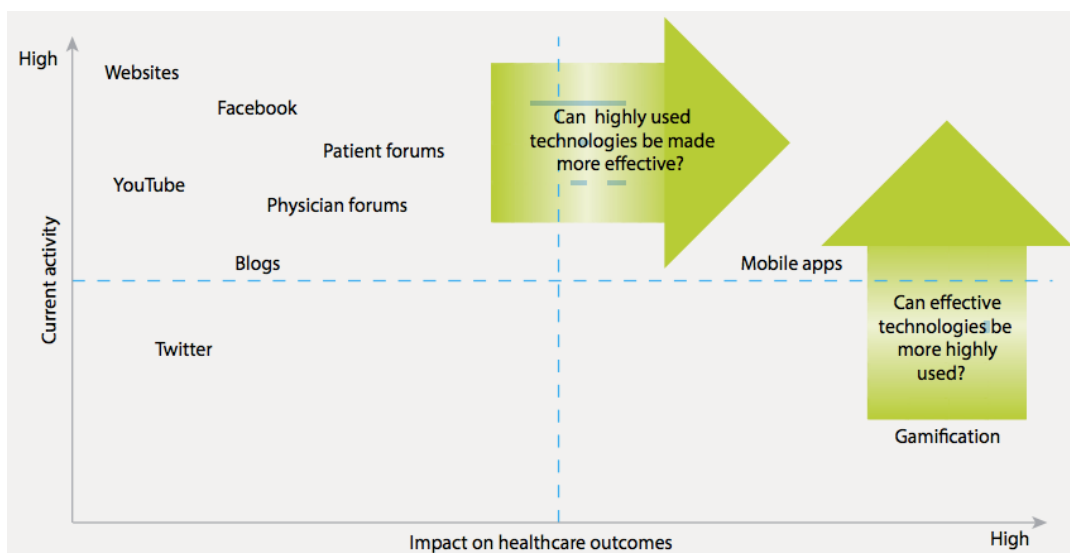 High
Websites
Facebook
Patient forums
YouTube
Physician forums
Blogs
Twitter
Can highly used
technologies be made
more effective?
Mobile apps
Can effective
technologies be
more highly
used?
Gamification
Current activity
Impact on healthcare outcomes
High